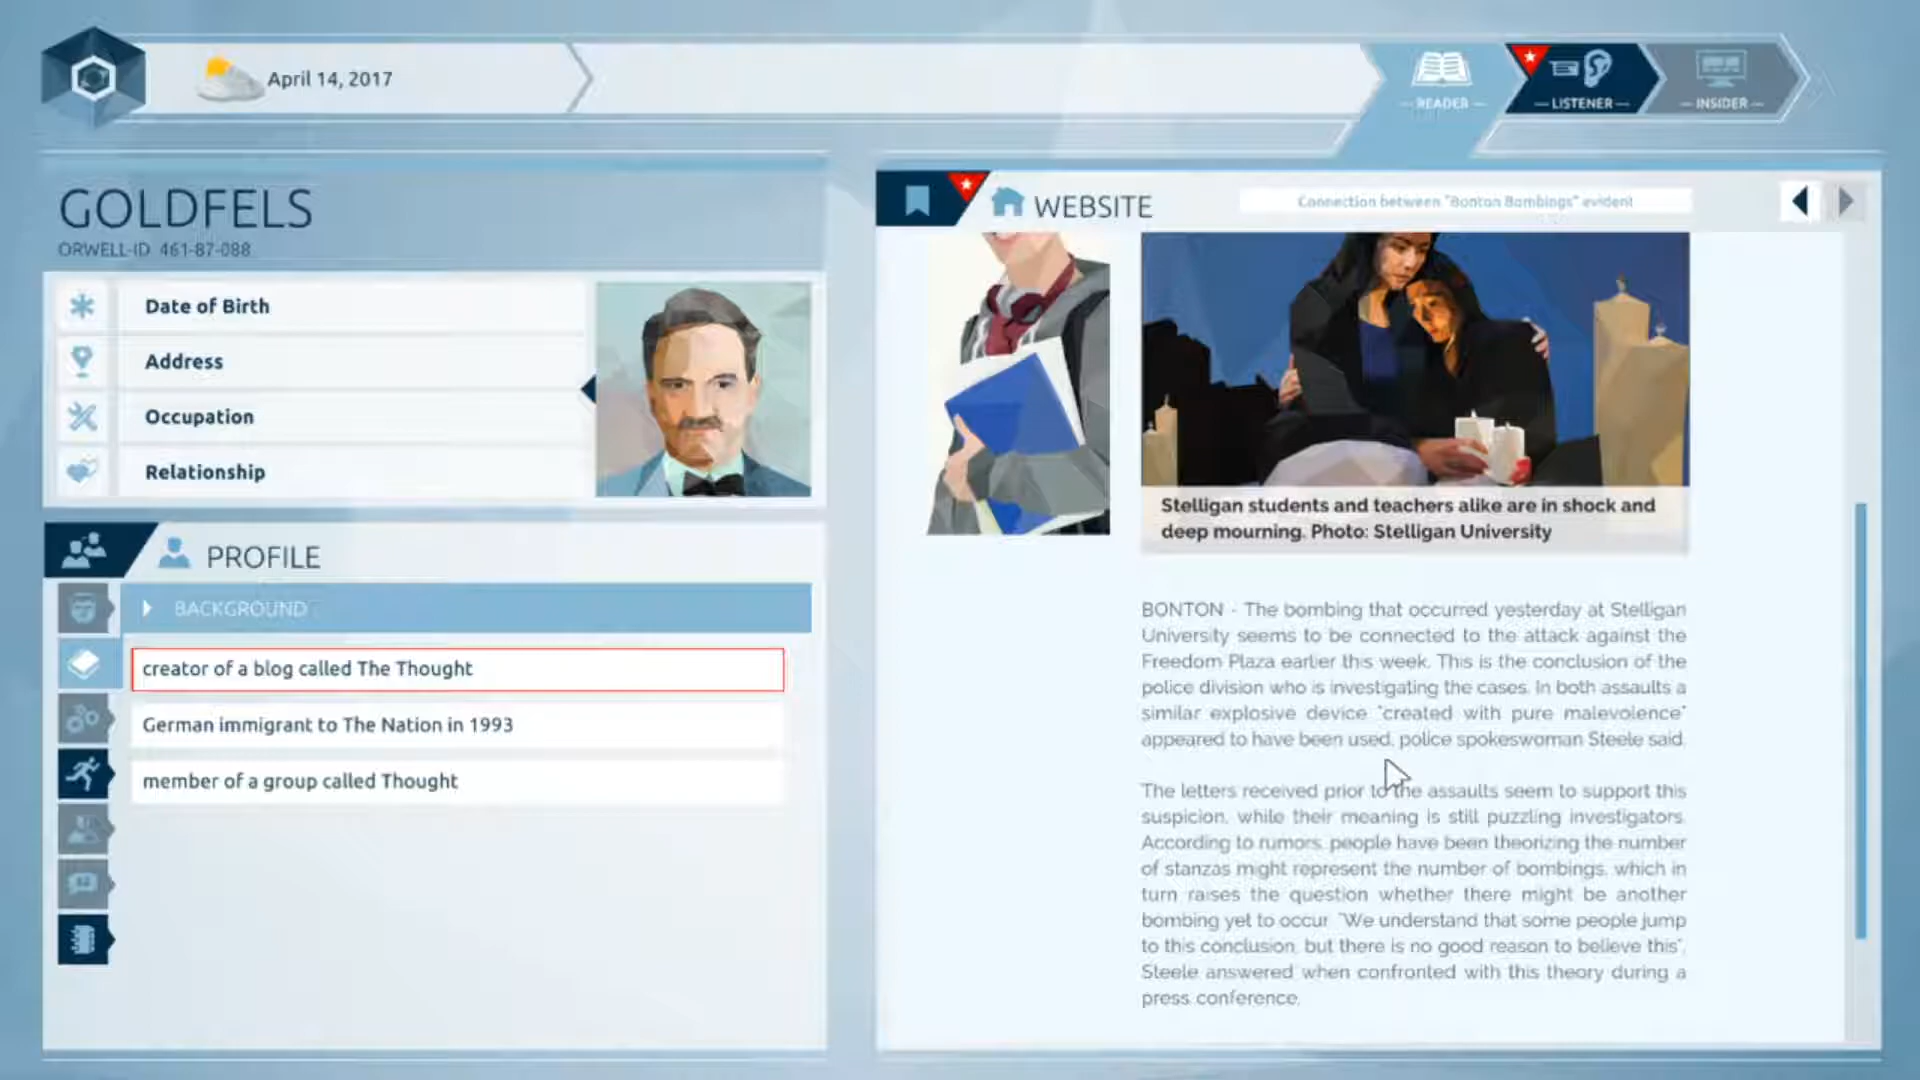 April 14, 2017
READER
LISTENER
INSIDER
GOLDFELS
ORWELL-ID 461-87-088
Date of Birth
Address
Occupation
Relationship
PROFILE
BACKGROUND
creator of a blog called The Thought
German immigrant to The Nation in 1993
member of a group called Thought
WEBSITE
Connection between "Bonton Bombings" evident
Stelligan students and teachers alike are in shock and
deep mourning. Photo: Stelligan University
BONTON - The bombing that occurred yesterday at Stelligan
University seems to be connected to the attack against the
Freedom Plaza earlier this week. This is the conclusion of the
police division who is investigating the cases. In both assaults a
similar explosive device "created with pure malevolence"
appeared to have been used, police spokeswoman Steele said.
The letters received prior to the assaults seem to support this
suspicion, while their meaning is still puzzling investigators.
According to rumors, people have been theorizing the number
of stanzas might represent the number of bombings, which in
turn raises the question whether there might be another
bombing yet to occur. "We understand that some people jump
to this conclusion, but there is no good reason to believe this",
Steele answered when confronted with this theory during a
press conference.